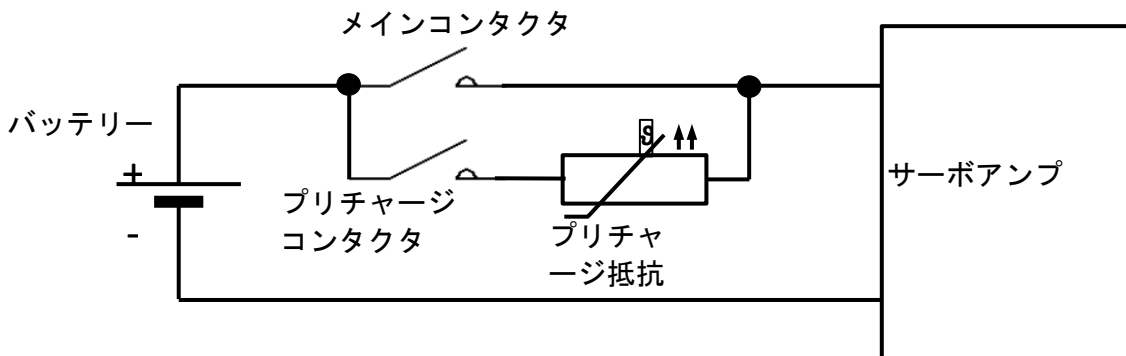 メインコンタクタ
バッテリー
+
-
プリチャージ
コンタクタ
ϑ
プリチャ
ージ抵抗
サーボアンプ